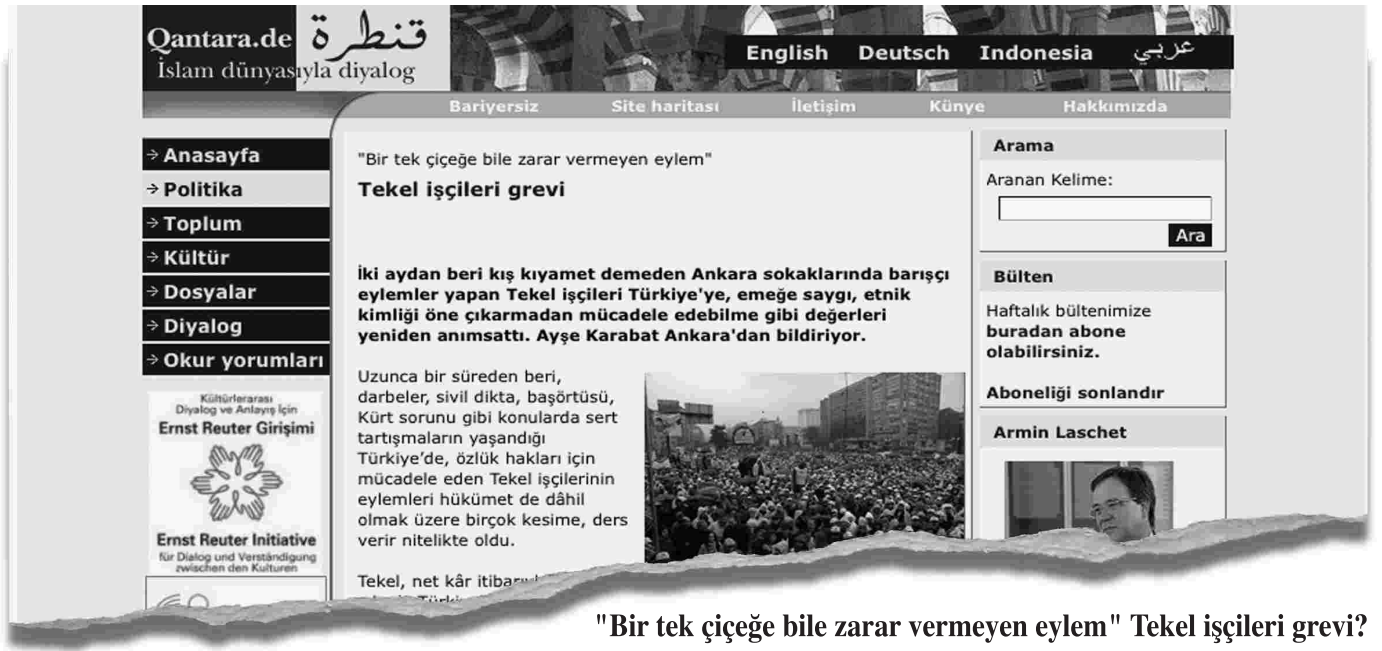 Qantara.de قنطرة
İslam dünyasıyla diyalog
English Deutsch Indonesia عربي
Bariyersiz Site haritası İletişim Künye Hakkımızda
→ Anasayfa
→ Politika
→ Toplum
→ Kültür
→ Dosyalar
→ Diyalog
→ Okur yorumları
Kültürlerarası
Diyalog ve Anlayış İçin
Ernst Reuter Girişimi
Ernst Reuter Initiative
für Dialog und Verständigung
zwischen den Kulturen
"Bir tek çiçeğe bile zarar vermeyen eylem"
Tekel işçileri grevi
İki aydan beri kış kıyamet demeden Ankara sokaklarında barışçı
eylemler yapan Tekel işçileri Türkiye'ye, emeğe saygı, etnik
kimliği öne çıkarmadan mücadele edebilme gibi değerleri
yeniden anımsattı. Ayşe Karabat Ankara'dan bildiriyor.
Uzunca bir süreden beri,
darbeler, sivil dikta, başörtüsü,
Kürt sorunu gibi konularda sert
tartışmaların yaşandığı
Türkiye’de, özlük hakları için
mücadele eden Tekel işçilerinin
eylemleri hükümet de dâhil
olmak üzere birçok kesime, ders
verir nitelikte oldu.
Tekel, net kâr
Arama
Aranan Kelime:
Ara
Bülten
Haftalık bültenimize
buradan abone
olabilirsiniz.
Aboneliği sonlandır
Armin Laschet
"Bir tek çiçeğe bile zarar vermeyen eylem" Tekel işçileri grevi?